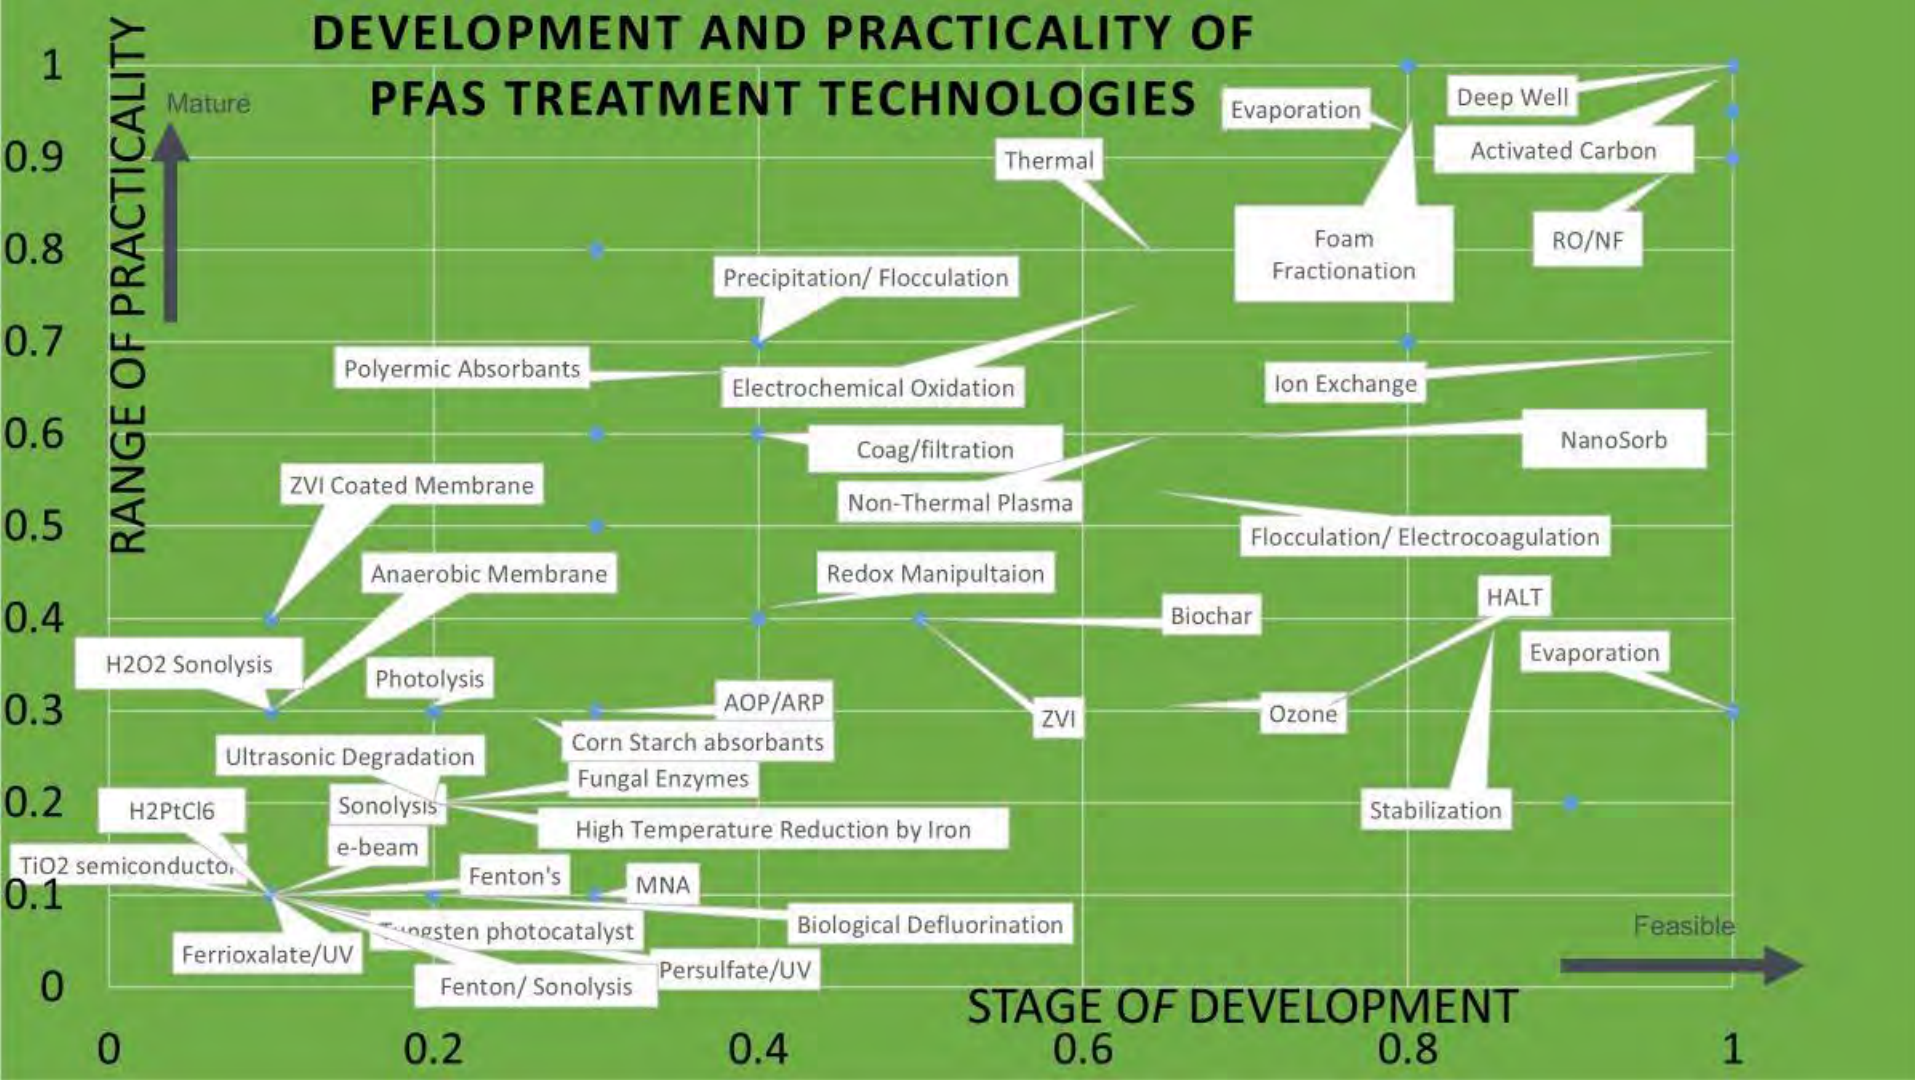 DEVELOPMENT AND PRACTICALITY OF
PFAS TREATMENT TECHNOLOGIES
RANGE OF PRACTICALITY
Mature
1
0.9
0.8
0.7
0.6
0.5
0.4
0.3
0.2
0.1
0
Deep Well
Evaporation
Activated Carbon
Thermal
Foam
Fractionation
RO/NF
Precipitation/ Flocculation
Polyermic Absorbants
Electrochemical Oxidation
Ion Exchange
Coag/filtration
NanoSorb
ZVI Coated Membrane
Non-Thermal Plasma
Flocculation/ Electrocoagulation
Anaerobic Membrane
Redox Manipultaion
HALT
Biochar
H2O2 Sonolysis
Photolysis
Evaporation
AOP/ARP
ZVI
Ozone
Corn Starch absorbants
Ultrasonic Degradation
Fungal Enzymes
Sonolysis
H2PtCl6
Stabilization
High Temperature Reduction by Iron
e-beam
TiO2 semiconductor
Fenton's
MNA
Biological Defluorination
Tungsten photocatalyst
Ferrioxalate/UV
Persulfate/UV
Fenton/ Sonolysis
Feasible
STAGE OF DEVELOPMENT
0 0.2 0.4 0.6 0.8 1